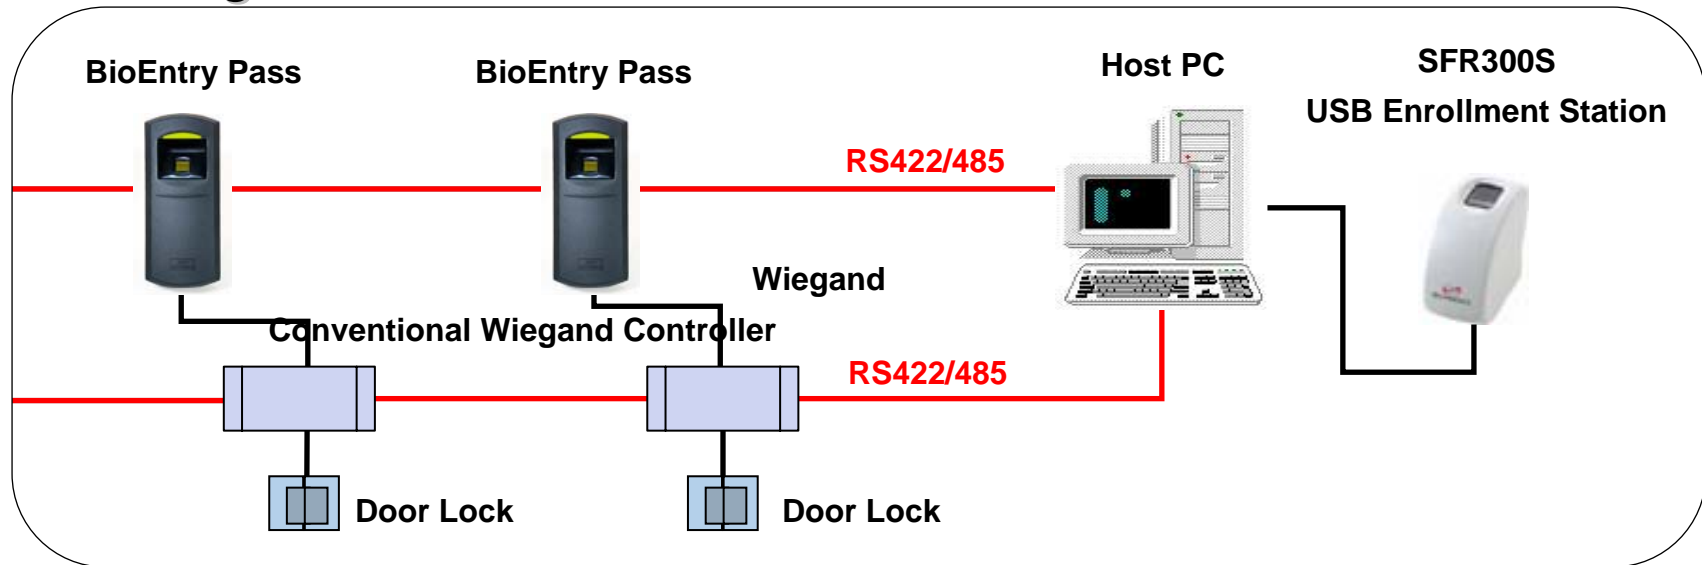 BioEntry Pass
BioEntry Pass
Host PC
SFR300S
USB Enrollment Station
RS422/485
Wiegand
Conventional Wiegand Controller
RS422/485
Door Lock
Door Lock